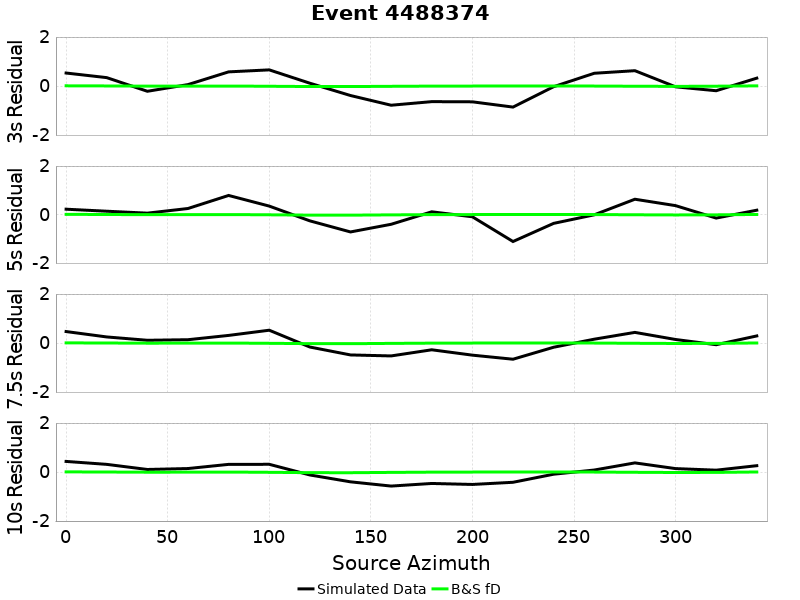 Event 4488374
3s Residual
2
0
-2
5s Residual
2
0
-2
7.5s Residual
2
0
-2
10s Residual
2
0
-2
0 50 100 150 200 250 300
Source Azimuth
Simulated Data B&S fD